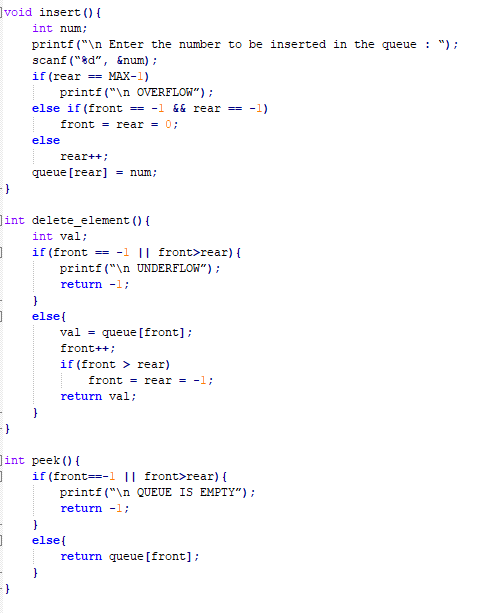 void insert(){
    int num;
    printf(“\n Enter the number to be inserted in the queue : “);
    scanf(“%d”, &num);
    if(rear == MAX-1)
        printf(“\n OVERFLOW”);
    else if(front == -1 && rear == -1)
        front = rear = 0;
    else
        rear++;
    queue[rear] = num;
}
int delete_element(){
    int val;
    if(front == -1 || front>rear){
        printf(“\n UNDERFLOW”);
        return -1;
    }
    else{
        val = queue[front];
        front++;
        if(front > rear)
            front = rear = -1;
        return val;
    }
}
int peek(){
    if(front==-1 || front>rear){
        printf(“\n QUEUE IS EMPTY”);
        return -1;
    }
    else{
        return queue[front];
    }
}